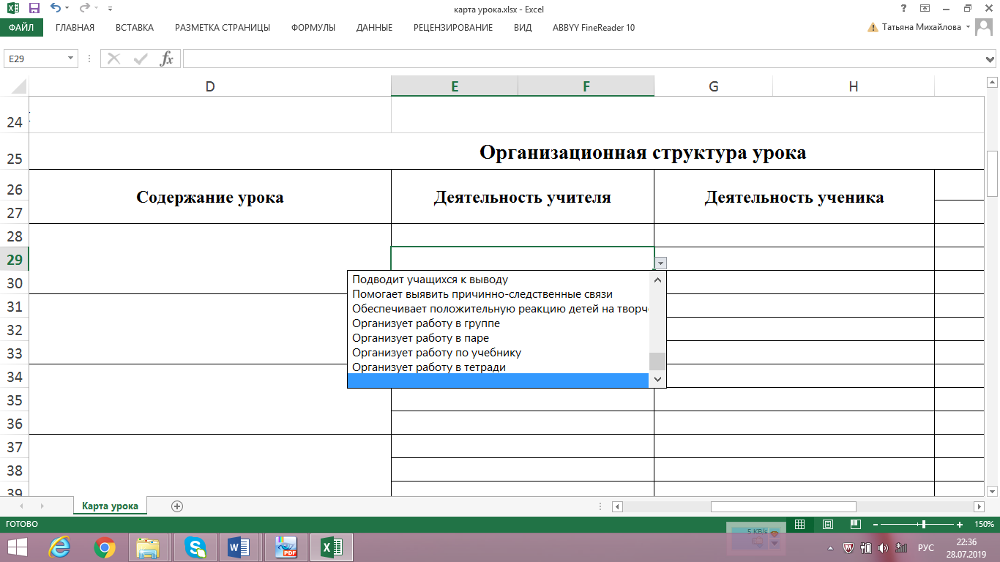 карта урока.xlsx - Excel
?
ФАЙЛ ГЛАВНАЯ ВСТАВКА РАЗМЕТКА СТРАНИЦЫ ФОРМУЛЫ ДАННЫЕ РЕЦЕНЗИРОВАНИЕ ВИД ABBYY FineReader 10 Татьяна Михайлова
E29 fx
D E F G H
24
25 Организационная структура урока
26 Содержание урока Деятельность учителя Деятельность ученика
27
28
29
30 Подводит учащихся к выводу
Помогает выявить причинно-следственные связи
31 Обеспечивает положительную реакцию детей на творч
Организует работу в группе
32 Организует работу в паре
33 Организует работу по учебнику
34 Организует работу в тетради
35
36
37
38
39
Карта урока
ГОТОВО 150%
5 KB/s
РУС 22:36
28.07.2019